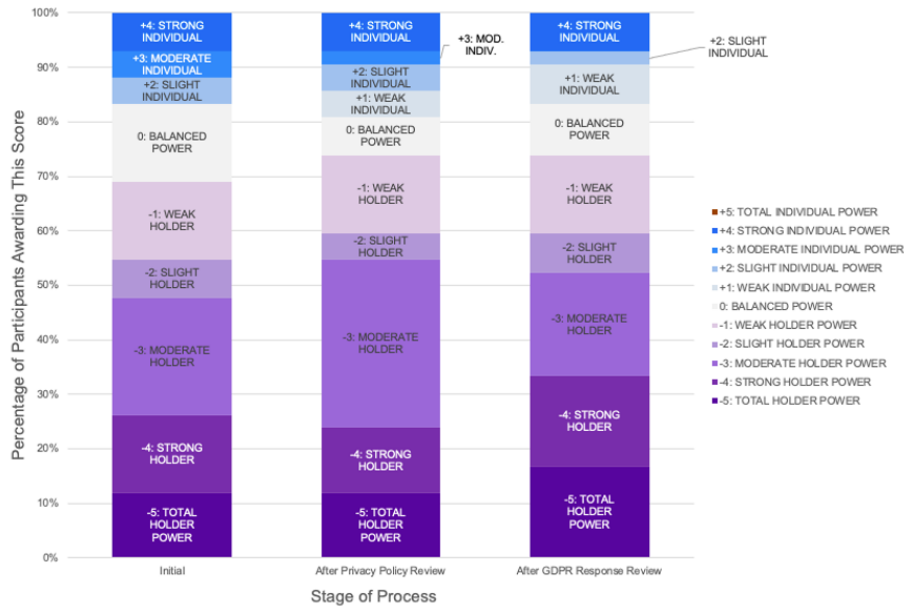 100%
90%
80%
70%
60%
50%
40%
30%
20%
10%
0%
Percentage of Participants Awarding This Score
+4: STRONG
INDIVIDUAL
+3: MODERATE
INDIVIDUAL
+2: SLIGHT
INDIVIDUAL
0: BALANCED
POWER
-1: WEAK
HOLDER
-2: SLIGHT
HOLDER
-3: MODERATE
HOLDER
-4: STRONG
HOLDER
-5: TOTAL
HOLDER
POWER
Initial
+4: STRONG
INDIVIDUAL
+3: MOD.
INDIV.
+2: SLIGHT
INDIVIDUAL
+1: WEAK
INDIVIDUAL
0: BALANCED
POWER
-1: WEAK
HOLDER
-2: SLIGHT
HOLDER
-3: MODERATE
HOLDER
-4: STRONG
HOLDER
-5: TOTAL
HOLDER
POWER
After Privacy Policy Review
+4: STRONG
INDIVIDUAL
+2: SLIGHT
INDIVIDUAL
+1: WEAK
INDIVIDUAL
0: BALANCED
POWER
-1: WEAK
HOLDER
-2: SLIGHT
HOLDER
-3: MODERATE
HOLDER
-4: STRONG
HOLDER
-5: TOTAL
HOLDER
POWER
After GDPR Response Review
Stage of Process
+5: TOTAL INDIVIDUAL POWER
+4: STRONG INDIVIDUAL POWER
+3: MODERATE INDIVIDUAL POWER
+2: SLIGHT INDIVIDUAL POWER
+1: WEAK INDIVIDUAL POWER
0: BALANCED POWER
-1: WEAK HOLDER POWER
-2: SLIGHT HOLDER POWER
-3: MODERATE HOLDER POWER
-4: STRONG HOLDER POWER
-5: TOTAL HOLDER POWER